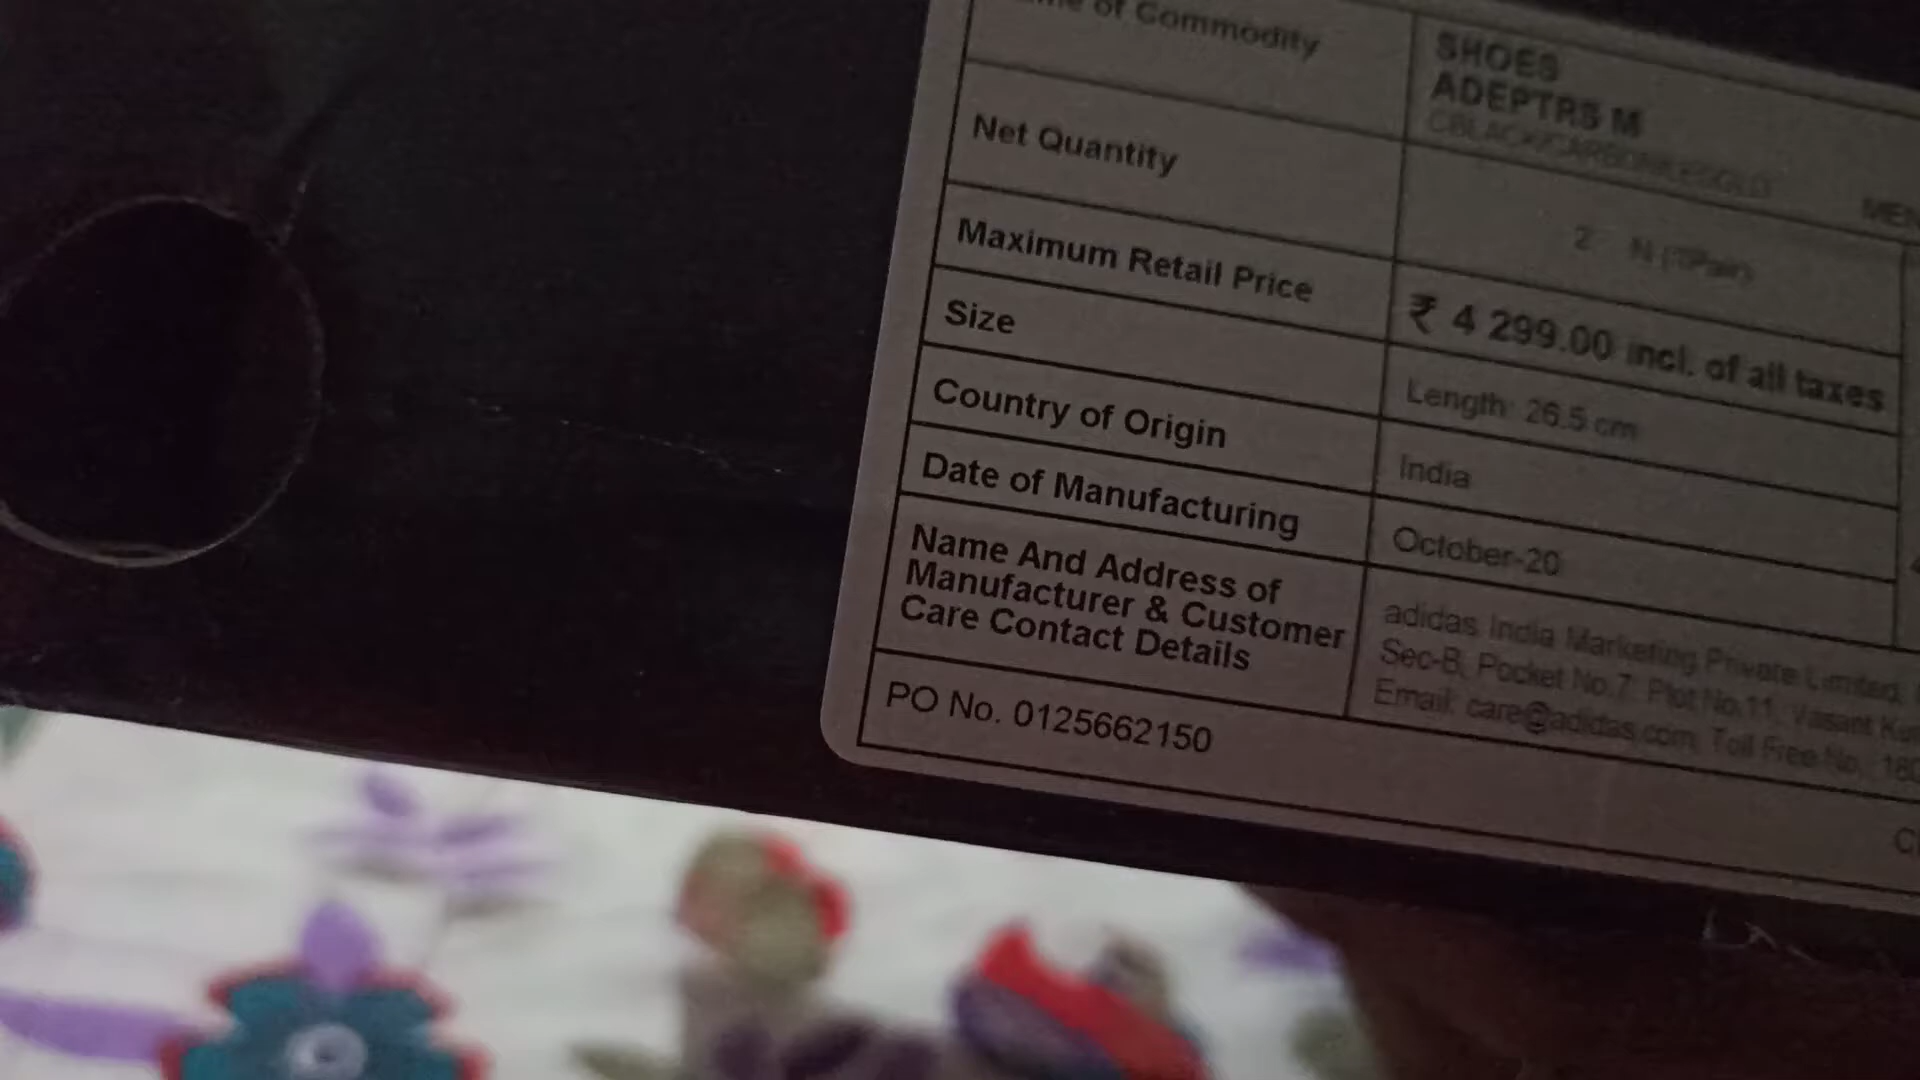 of Commodity
SHOES
ADEPTRS M
Net Quantity
2 N (1Pair)
Maximum Retail Price
₹ 4 299.00 incl. of all taxes
Size
Length: 26.5 cm
Country of Origin
India
Date of Manufacturing
October-20
Name And Address of
Manufacturer & Customer
Care Contact Details
adidas India Marketing Private Limited,
Sec-B, Pocket No.7, Plot No.11, Vasant
Email: care@adidas.com, Toll Free No.
PO No. 0125662150